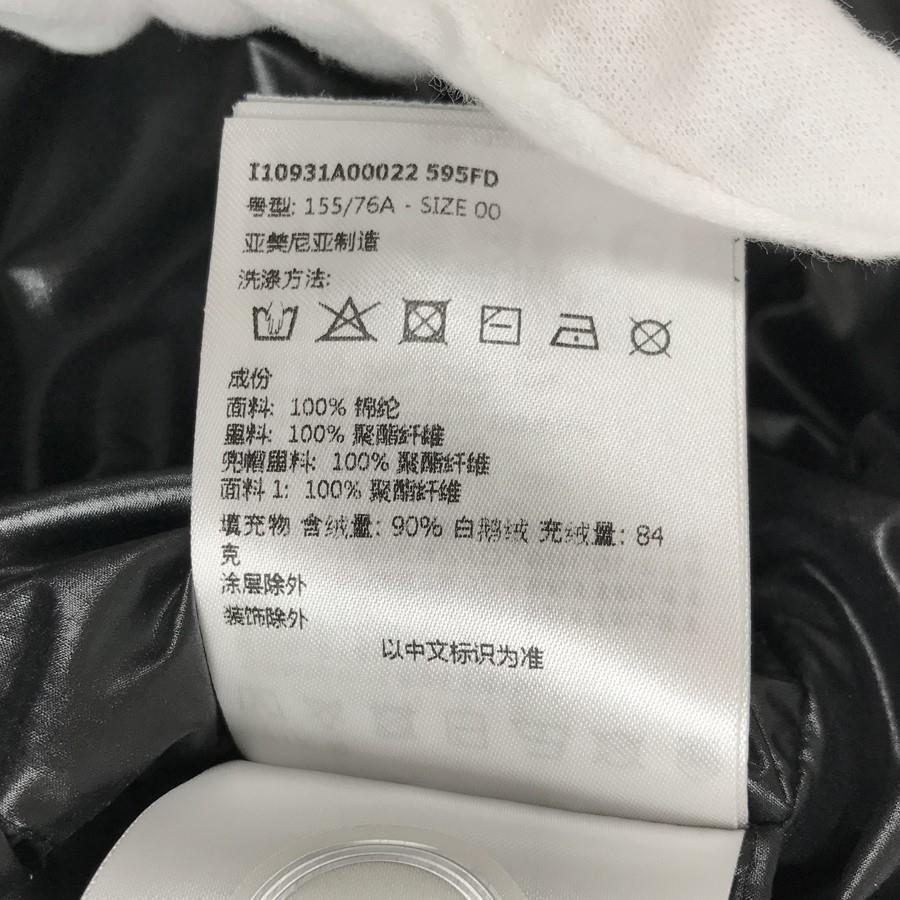 I10931A00022 595FD
号型: 155/76A - SIZE 00
亚美尼亚制造
洗涤方法:
成份
面料: 100% 锦纶
里料: 100% 聚酯纤维
兜帽里料: 100% 聚酯纤维
面料 1: 100% 聚酯纤维
填充物 含绒量: 90% 白鹅绒 充绒量: 84
克
涂层除外
装饰除外
以中文标识为准